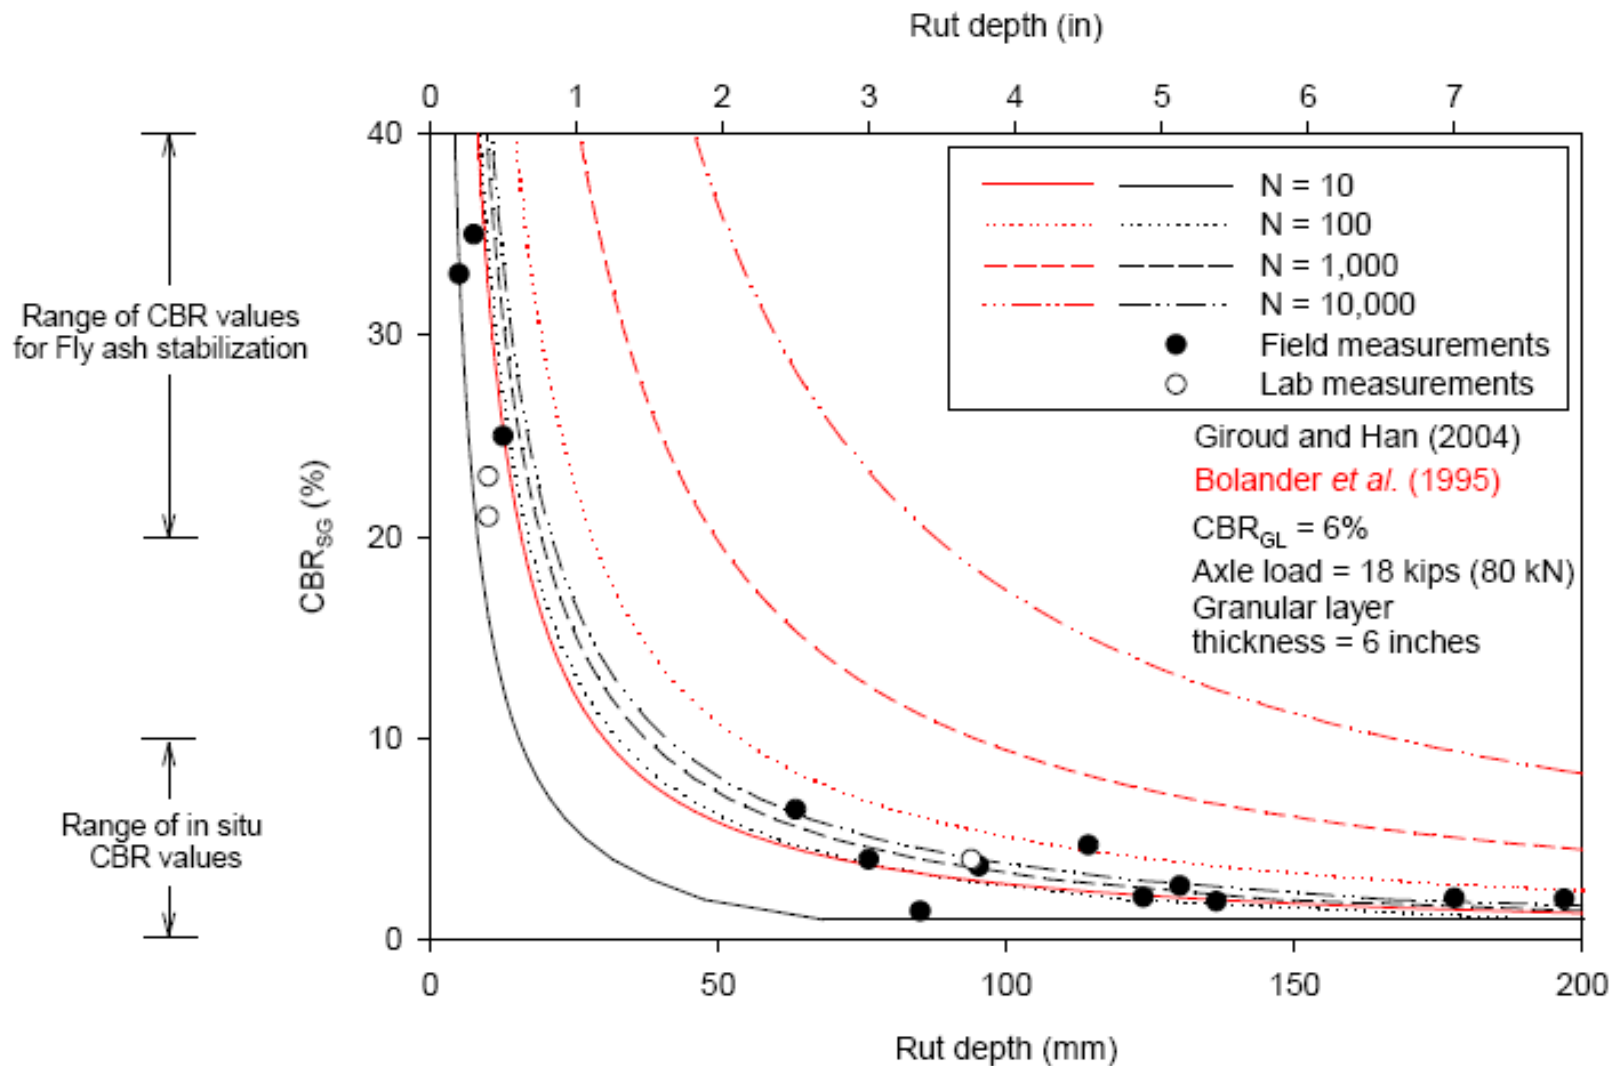 Rut depth (in)
0 1 2 3 4 5 6 7
40
30
20
10
0
CBRSG (%)
Range of CBR values
for Fly ash stabilization
Range of in situ
CBR values
N = 10
N = 100
N = 1,000
N = 10,000
Field measurements
Lab measurements
Giroud and Han (2004)
Bolander et al. (1995)
CBRGL = 6%
Axle load = 18 kips (80 kN)
Granular layer
thickness = 6 inches
0 50 100 150 200
Rut depth (mm)